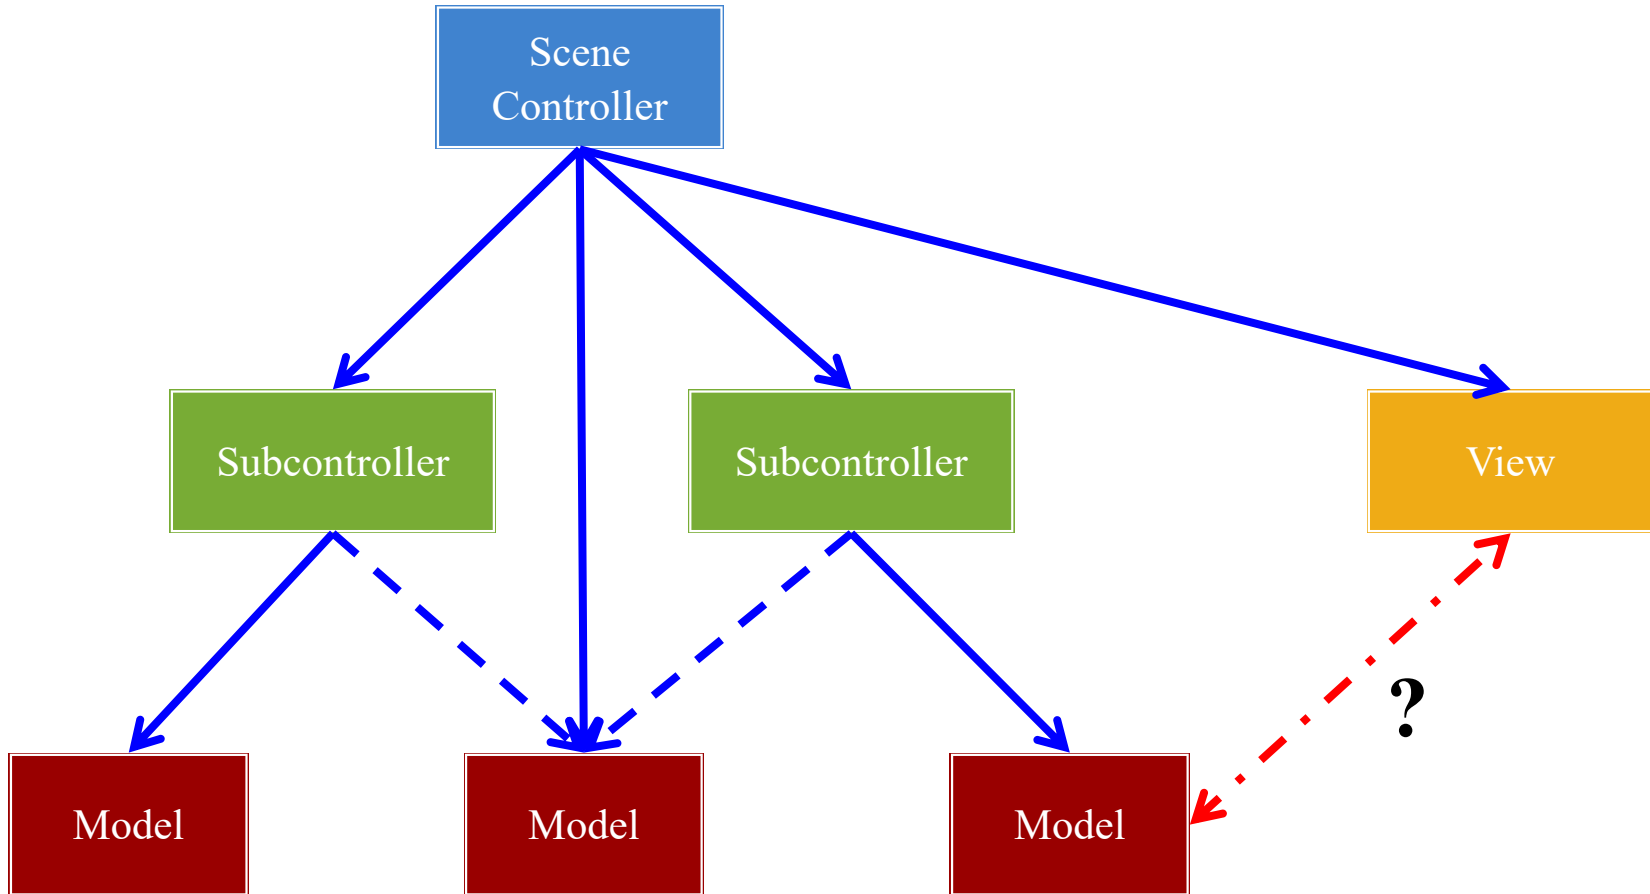 Scene
Controller
Subcontroller
Subcontroller
View
?
Model
Model
Model